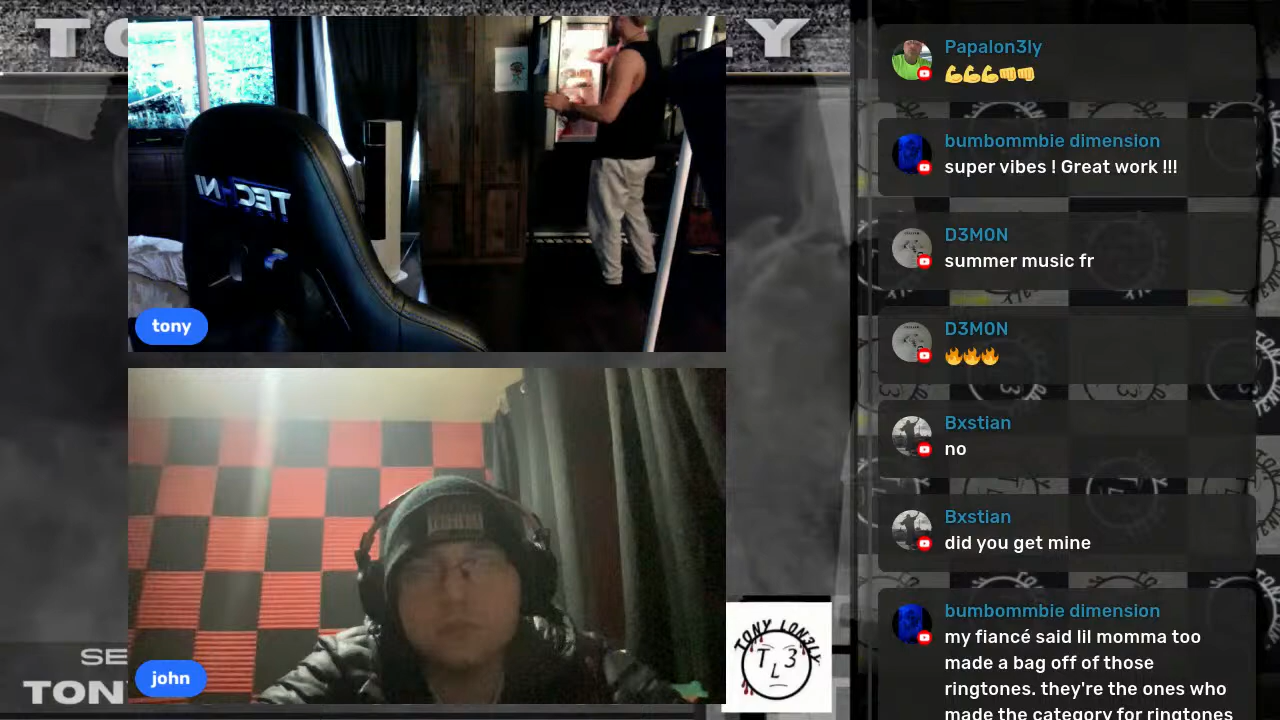 TEC-NI
tony
john
SE
TON
Y
TONY LON3LY
TL3
Papalon3ly
💪💪💪👊👊
bumbommbie dimension
super vibes ! Great work !!!
D3M0N
summer music fr
D3M0N
🔥🔥🔥
Bxstian
no
Bxstian
did you get mine
bumbommbie dimension
my fiancé said lil momma too
made a bag off of those
ringtones. they're the ones who
made the category for ringtones